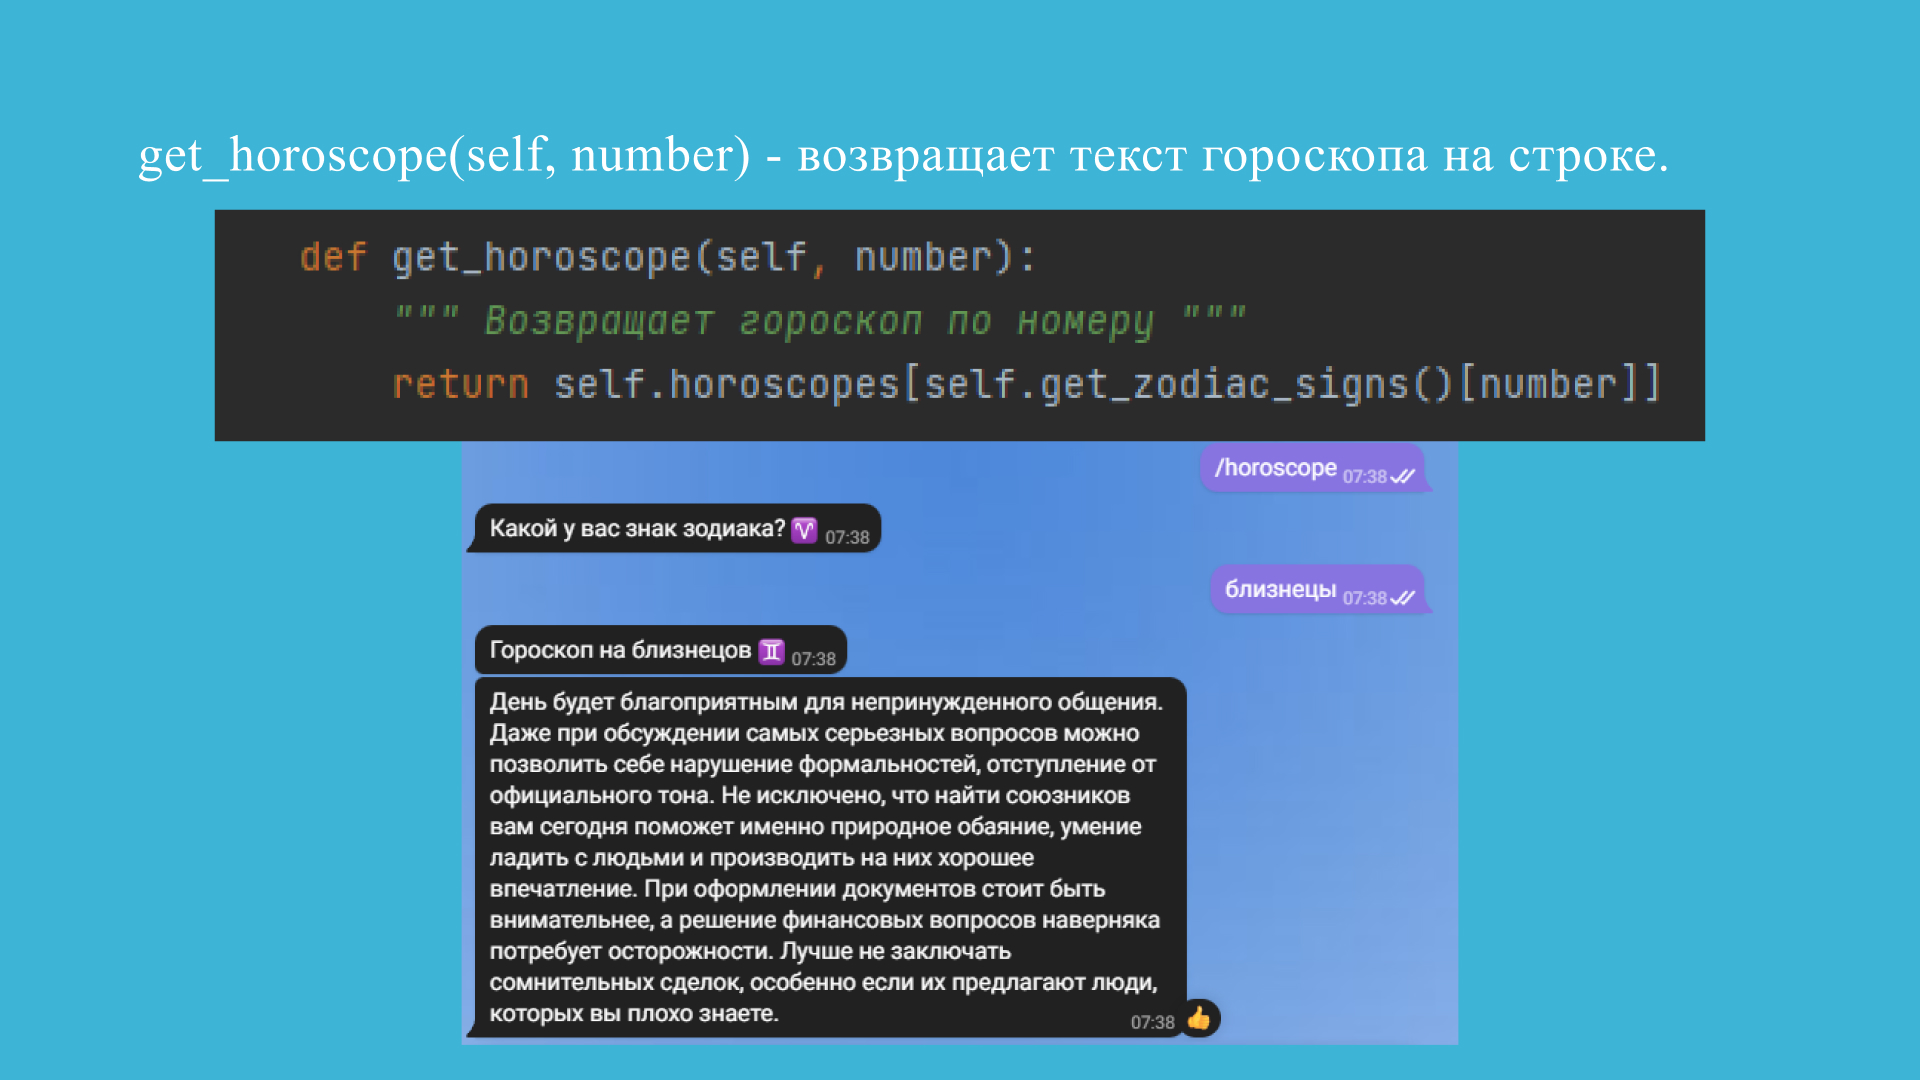 get_horoscope(self, number) - возвращает текст гороскопа на строке.
def get_horoscope(self, number):
""" Возвращает гороскоп по номеру """
return self.horoscopes[self.get_zodiac_signs()[number]]
/horoscope 07:38
Какой у вас знак зодиака? ♈ 07:38
близнецы 07:38
Гороскоп на близнецов ♊ 07:38
День будет благоприятным для непринужденного общения.
Даже при обсуждении самых серьезных вопросов можно
позволить себе нарушение формальностей, отступление от
официального тона. Не исключено, что найти союзников
вам сегодня поможет именно природное обаяние, умение
ладить с людьми и производить на них хорошее
впечатление. При оформлении документов стоит быть
внимательнее, а решение финансовых вопросов наверняка
потребует осторожности. Лучше не заключать
сомнительных сделок, особенно если их предлагают люди,
которых вы плохо знаете. 07:38 👍